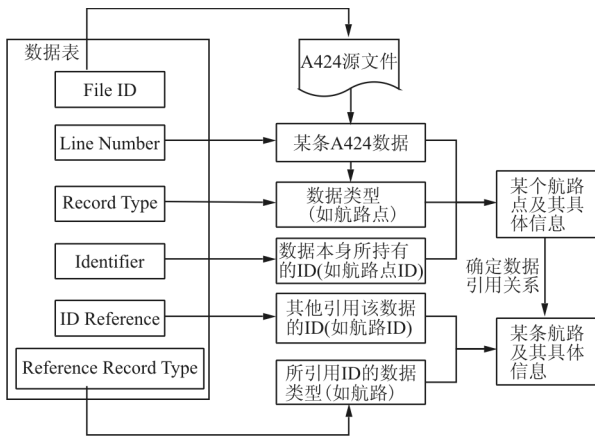 数据表
File ID
Line Number
Record Type
Identifier
ID Reference
Reference Record Type
A424源文件
某条A424数据
数据类型
(如航路点)
数据本身所持有
的ID(如航路点ID)
其他引用该数据
的ID(如航路ID)
所引用ID的数据
类型(如航路)
某个航路
点及其具
体信息
确定数据
引用关系
某条航路
及其具体
信息